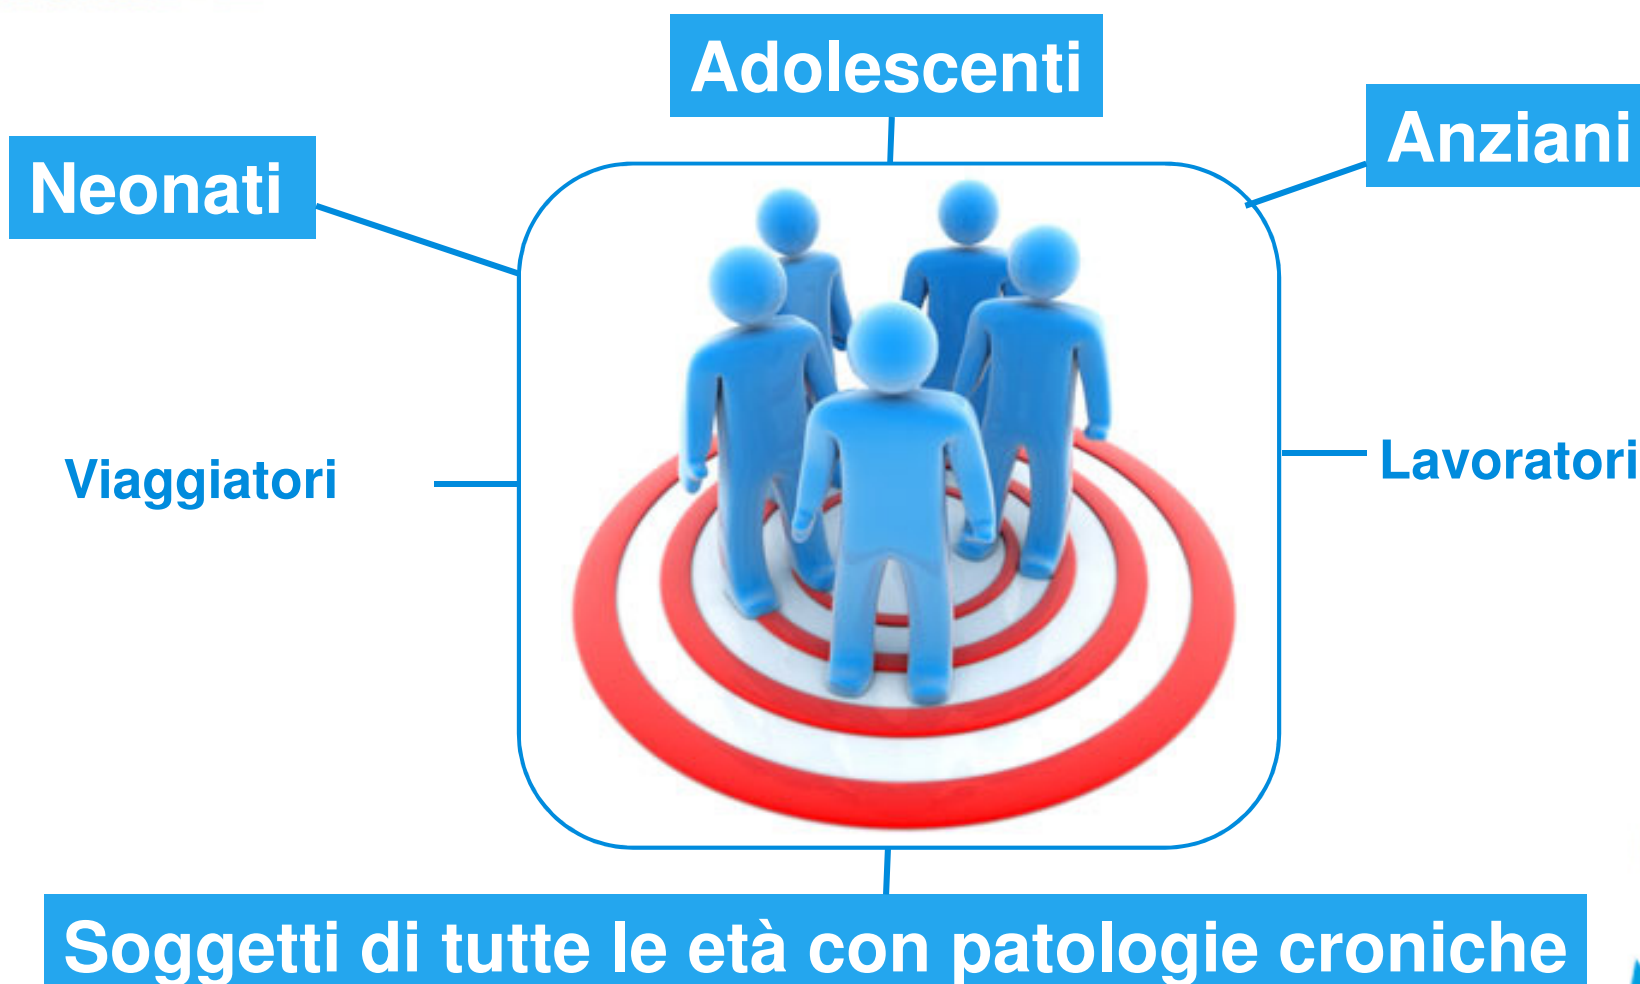 Adolescenti
Anziani
Neonati
Viaggiatori
Lavoratori
Soggetti di tutte le età con patologie croniche